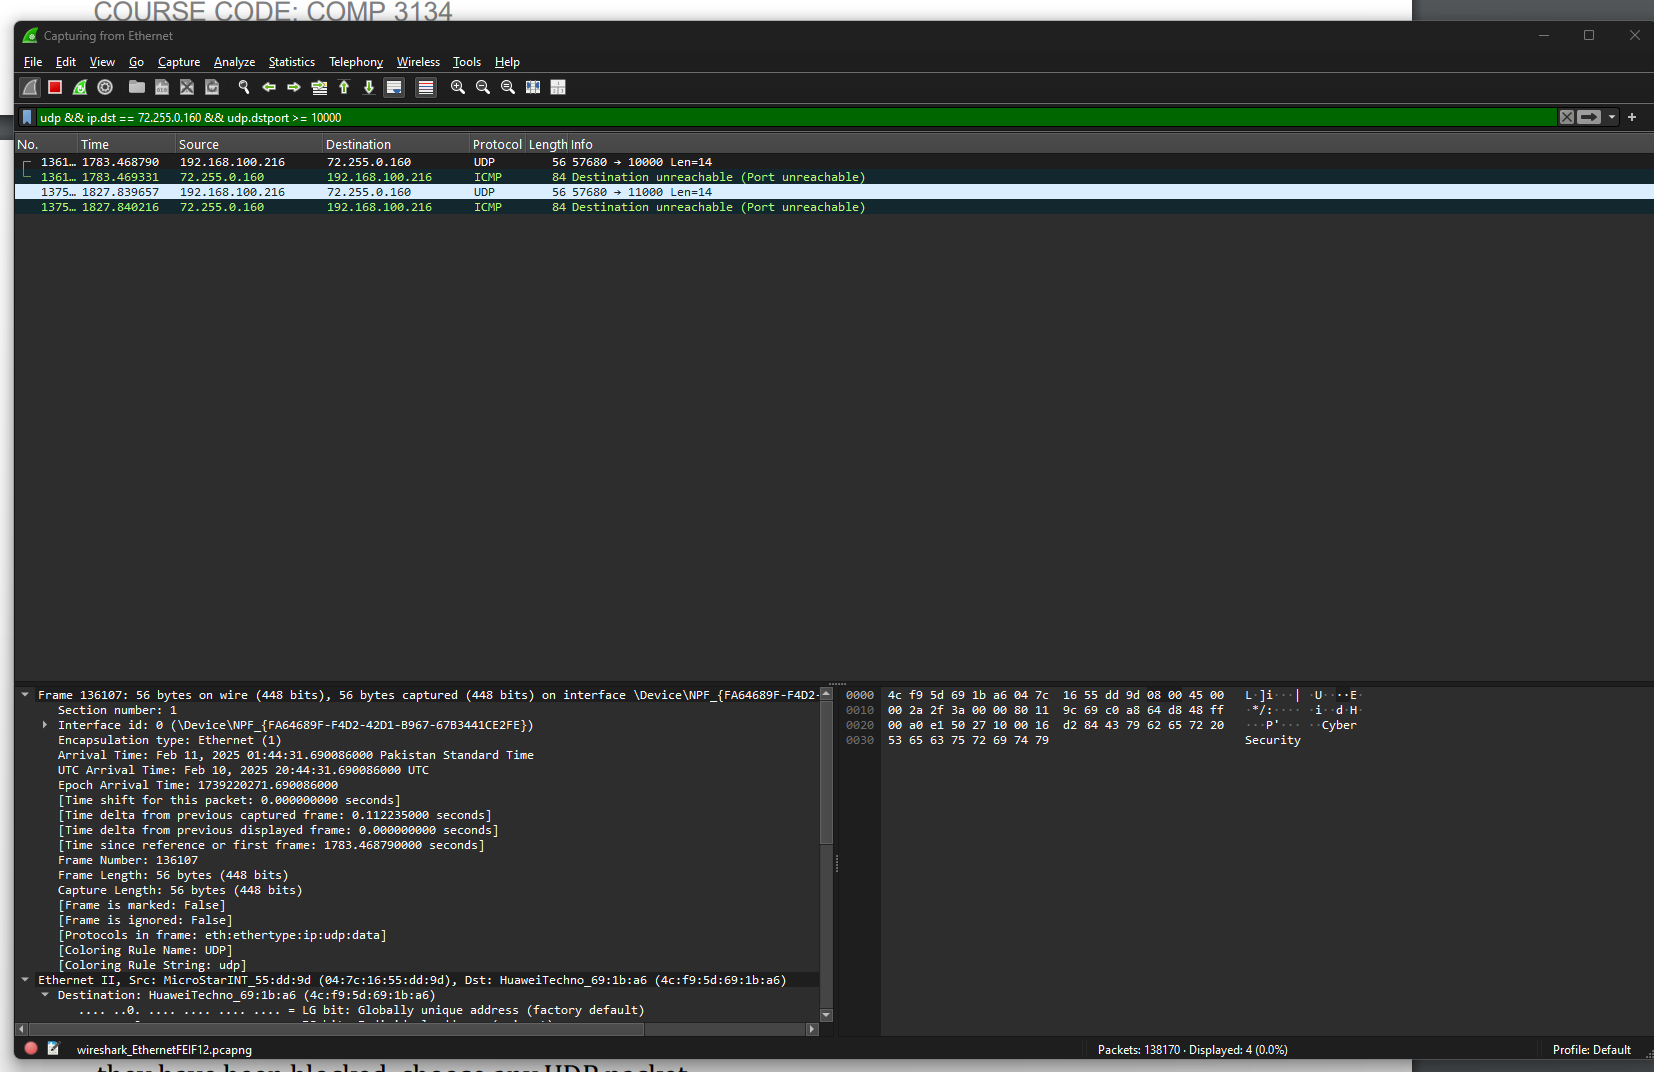 COURSE CODE: COMP 3134
Capturing from Ethernet
File Edit View Go Capture Analyze Statistics Telephony Wireless Tools Help
udp && ip.dst == 72.255.0.160 && udp.dstport >= 10000
No. Time Source Destination Protocol Length Info
1361… 1783.468790 192.168.100.216 72.255.0.160 UDP 56 57680 → 10000 Len=14
1361… 1783.469331 72.255.0.160 192.168.100.216 ICMP 84 Destination unreachable (Port unreachable)
1375… 1827.839657 192.168.100.216 72.255.0.160 UDP 56 57680 → 11000 Len=14
1375… 1827.840216 72.255.0.160 192.168.100.216 ICMP 84 Destination unreachable (Port unreachable)
Frame 136107: 56 bytes on wire (448 bits), 56 bytes captured (448 bits) on interface \Device\NPF_{FA64689F-F4D2-
Section number: 1
Interface id: 0 (\Device\NPF_{FA64689F-F4D2-42D1-B967-67B3441CE2FE})
Encapsulation type: Ethernet (1)
Arrival Time: Feb 11, 2025 01:44:31.690086000 Pakistan Standard Time
UTC Arrival Time: Feb 10, 2025 20:44:31.690086000 UTC
Epoch Arrival Time: 1739220271.690086000
[Time shift for this packet: 0.000000000 seconds]
[Time delta from previous captured frame: 0.112235000 seconds]
[Time delta from previous displayed frame: 0.000000000 seconds]
[Time since reference or first frame: 1783.468790000 seconds]
Frame Number: 136107
Frame Length: 56 bytes (448 bits)
Capture Length: 56 bytes (448 bits)
[Frame is marked: False]
[Frame is ignored: False]
[Protocols in frame: eth:ethertype:ip:udp:data]
[Coloring Rule Name: UDP]
[Coloring Rule String: udp]
Ethernet II, Src: MicroStarINT_55:dd:9d (04:7c:16:55:dd:9d), Dst: HuaweiTechno_69:1b:a6 (4c:f9:5d:69:1b:a6)
Destination: HuaweiTechno_69:1b:a6 (4c:f9:5d:69:1b:a6)
.... ..0. .... .... .... .... = LG bit: Globally unique address (factory default)
0000 4c f9 5d 69 1b a6 04 7c 16 55 dd 9d 08 00 45 00 L·]i···| ·U····E·
0010 00 2a 2f 3a 00 00 80 11 9c 69 c0 a8 64 d8 48 ff ·*/:···· ·i··d·H·
0020 00 a0 e1 50 27 10 00 16 d2 84 43 79 62 65 72 20 ···P'··· ··Cyber
0030 53 65 63 75 72 69 74 79 Security
wireshark_EthernetFEIF12.pcapng Packets: 138170 · Displayed: 4 (0.0%) Profile: Default
they have been blocked, choose any UDP packet